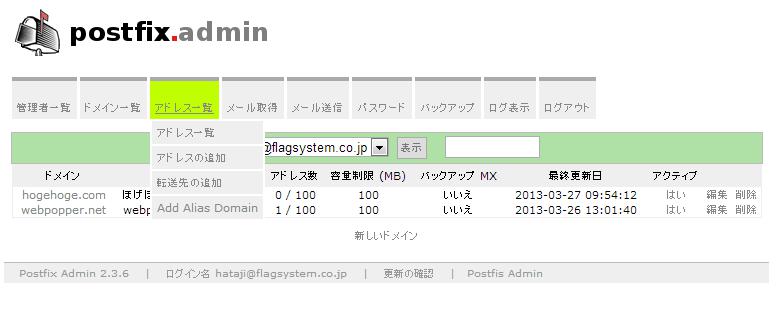 postfix.admin
管理者一覧 ドメイン一覧 アドレス一覧 メール取得 メール送信 パスワード バックアップ ログ表示 ログアウト
アドレス一覧
アドレスの追加
転送先の追加
Add Alias Domain
@flagsystem.co.jp 表示
ドメイン アドレス数 容量制限 (MB) バックアップ MX 最終更新日 アクティブ
hogehoge.com ほげほ 0 / 100 100 いいえ 2013-03-27 09:54:12 はい 編集 削除
webpopper.net webp 1 / 100 100 いいえ 2013-03-26 13:01:40 はい 編集 削除
新しいドメイン
Postfix Admin 2.3.6 | ログイン名 hataji@flagsystem.co.jp | 更新の確認 | Postfis Admin